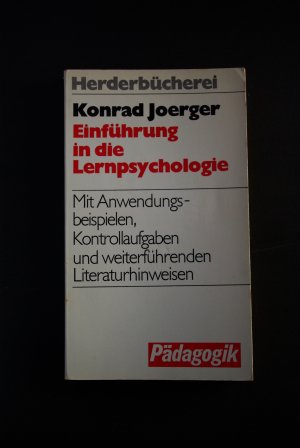 Herderbücherei
Konrad Joerger
Einführung
in die
Lernpsychologie
Mit Anwendungs-
beispielen,
Kontrollaufgaben
und weiterführenden
Literaturhinweisen
Pädagogik